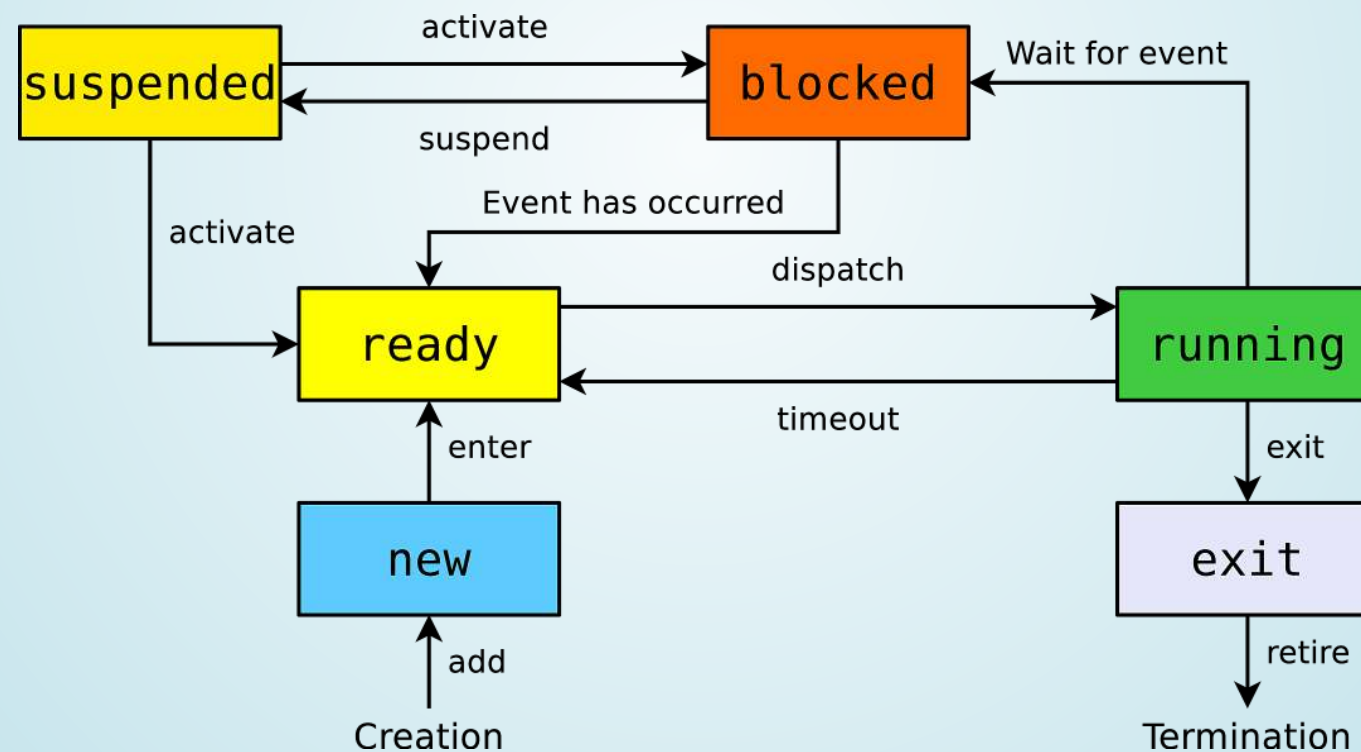 activate
Wait for event
suspended
blocked
suspend
Event has occurred
activate
dispatch
ready
running
timeout
enter
exit
new
exit
add
retire
Creation
Termination